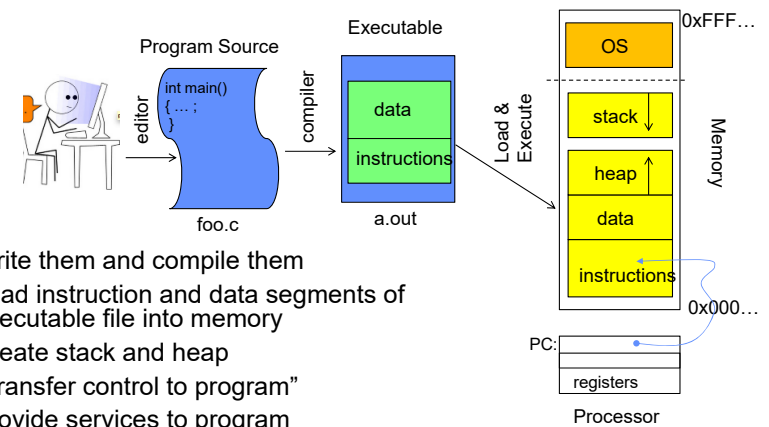 Program Source
Executable
0xFFF…
OS
editor
int main()
{ … ;
}
compiler
data
instructions
Load &
Execute
stack
heap
data
instructions
Memory
foo.c
a.out
0x000…
PC:
registers
Processor
rite them and compile them
ad instruction and data segments of
ecutable file into memory
eate stack and heap
ransfer control to program”
ovide services to program